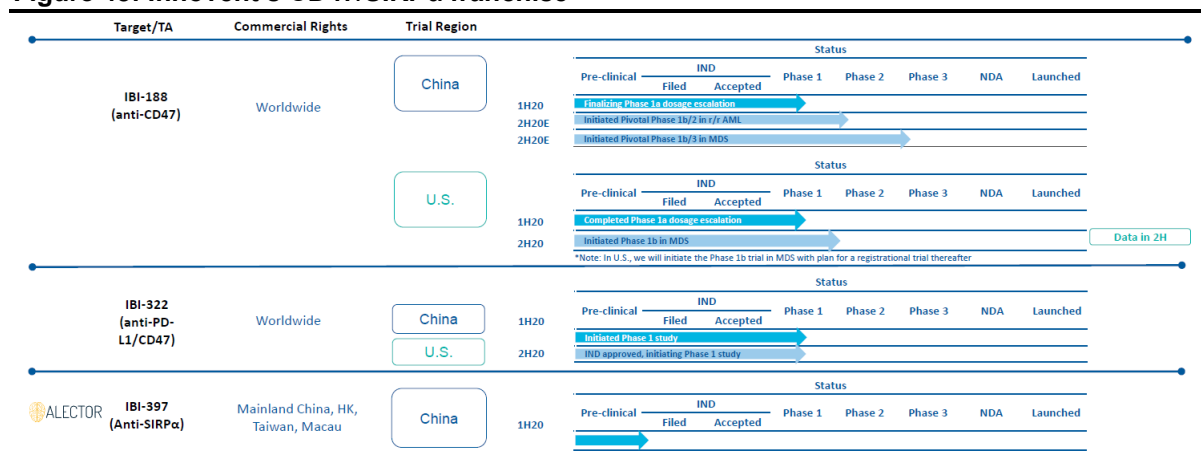 Figure 46: Innovent's CD47/SIRPα franchise
Target/TA Commercial Rights Trial Region
Status
IND
Pre-clinical Phase 1 Phase 2 Phase 3 NDA Launched
Filed Accepted
China
IBI-188
(anti-CD47)
Worldwide
1H20 Finalizing Phase 1a dosage escalation
2H20E Initiated Pivotal Phase 1b/2 in r/r AML
2H20E Initiated Pivotal Phase 1b/3 in MDS
Status
IND
Pre-clinical Phase 1 Phase 2 Phase 3 NDA Launched
Filed Accepted
U.S.
1H20 Completed Phase 1a dosage escalation
2H20 Initiated Phase 1b in MDS
Data in 2H
*Note: In U.S., we will initiate the Phase 1b trial in MDS with plan for a registrational trial thereafter
Status
IND
Pre-clinical Phase 1 Phase 2 Phase 3 NDA Launched
Filed Accepted
IBI-322
(anti-PD-
L1/CD47)
Worldwide
China
1H20 Initiated Phase 1 study
U.S.
2H20 IND approved, initiating Phase 1 study
Status
IND
Pre-clinical Phase 1 Phase 2 Phase 3 NDA Launched
Filed Accepted
ALECTOR
IBI-397
(Anti-SIRPα)
Mainland China, HK,
Taiwan, Macau
China
1H20